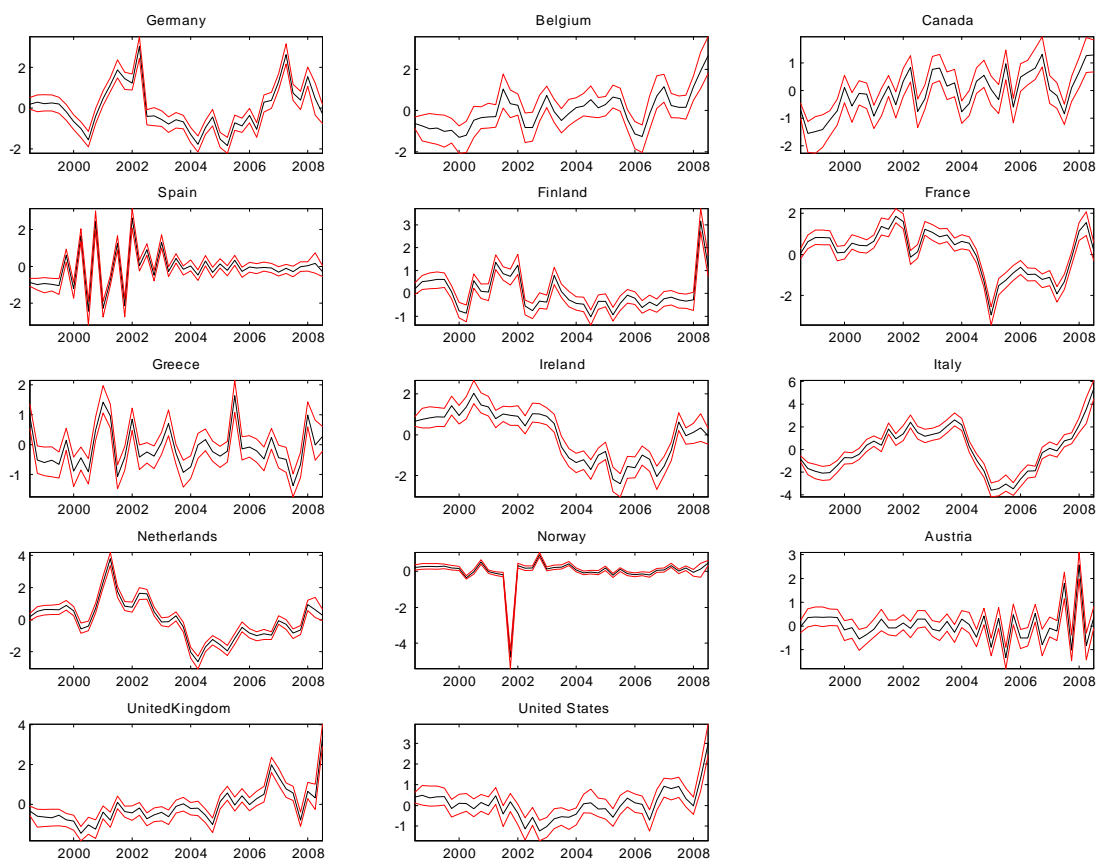 Germany Belgium Canada
2 2 1
0 0 0
-1
-2 -2 -2
2000 2002 2004 2006 2008 2000 2002 2004 2006 2008 2000 2002 2004 2006 2008
Spain Finland France
2 3 2
2
0 1 0
0
-2 -1 -2
2000 2002 2004 2006 2008 2000 2002 2004 2006 2008 2000 2002 2004 2006 2008
Greece Ireland Italy
2 2 6
1 4
0 0 2
0
-1 -2 -2
-4
2000 2002 2004 2006 2008 2000 2002 2004 2006 2008 2000 2002 2004 2006 2008
Netherlands Norway Austria
4 0 3
2 -2 2
0 1
-4 0
-2 -1
2000 2002 2004 2006 2008 2000 2002 2004 2006 2008 2000 2002 2004 2006 2008
UnitedKingdom United States
4 3
2 2
1
0 0
-1
2000 2002 2004 2006 2008 2000 2002 2004 2006 2008